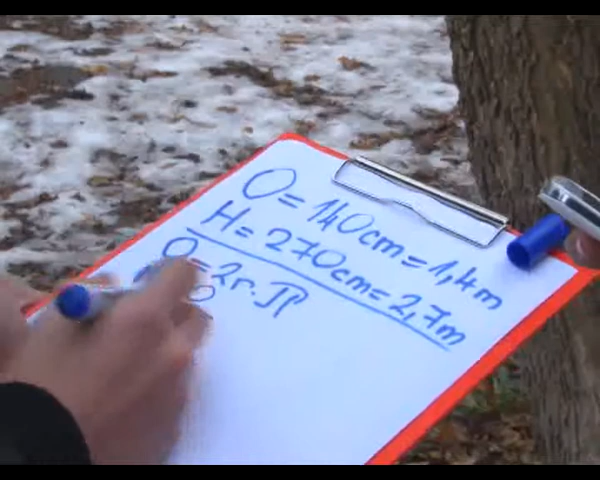 O = 140cm = 1,4m
H = 270cm = 2,7m
O = 2r·π